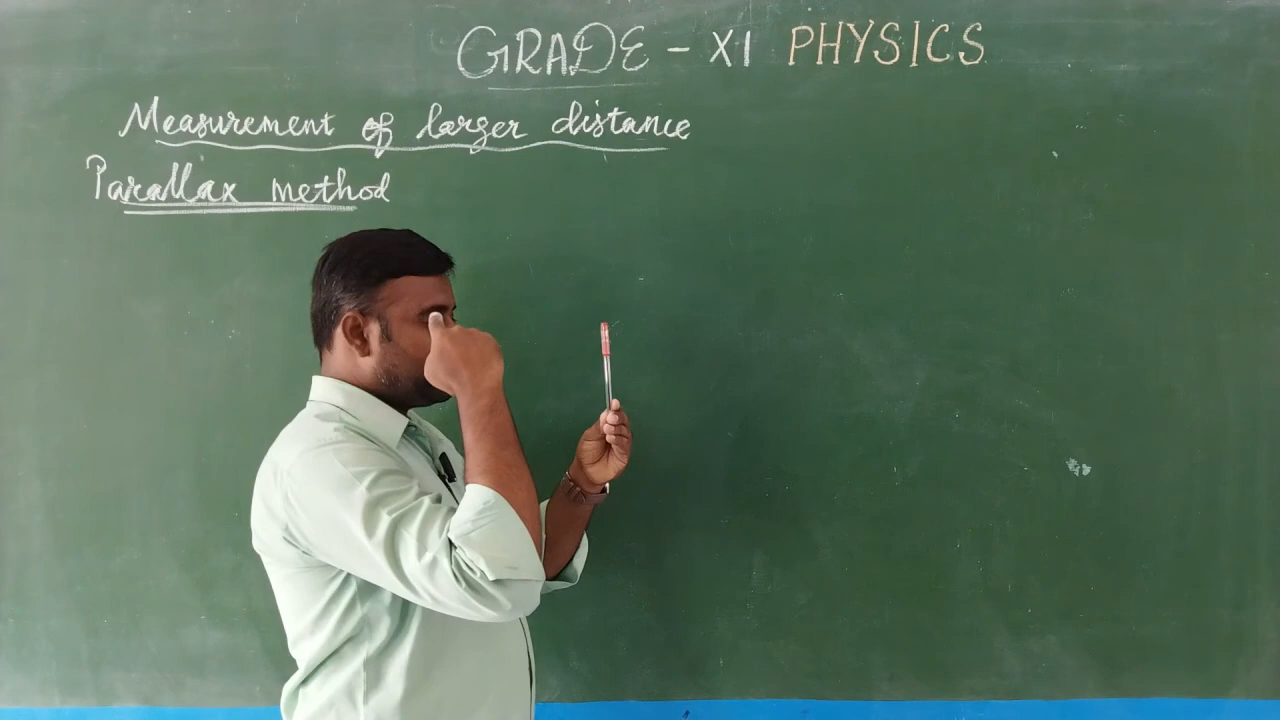 GRADE - XI PHYSICS
Measurement of larger distance
Parallax method